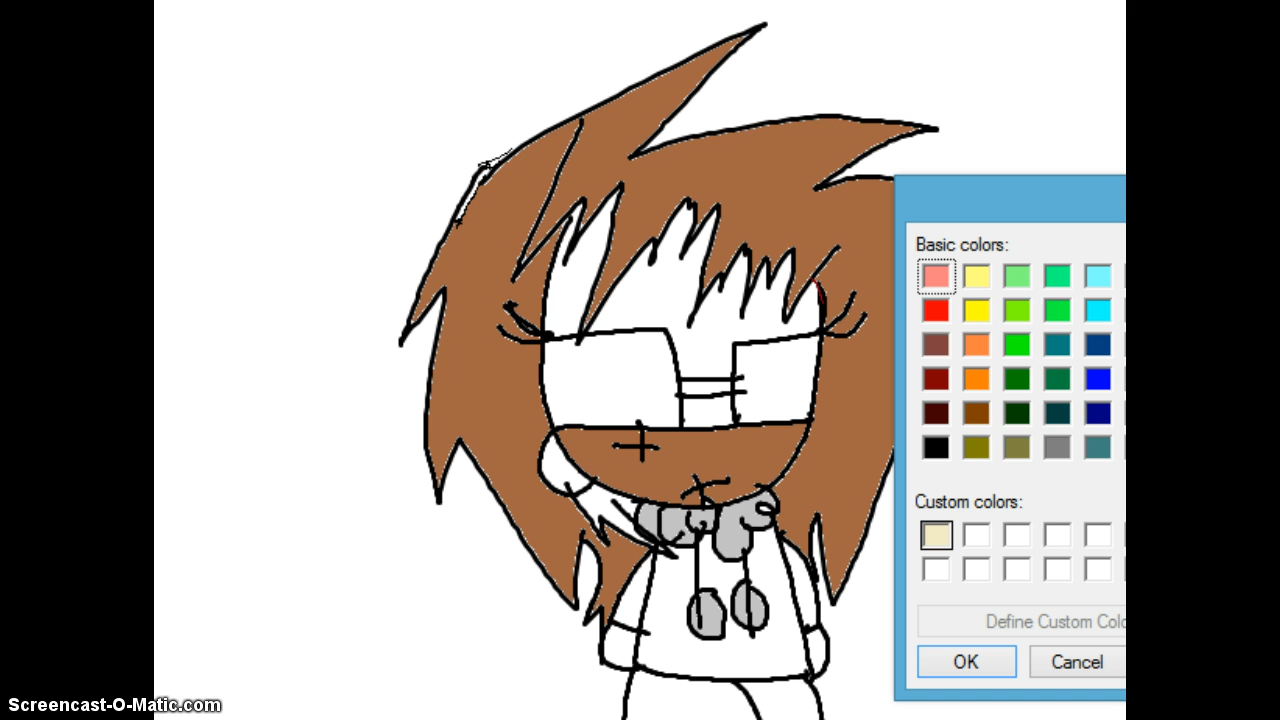 Basic colors:
Custom colors:
Define Custom Colo
OK Cancel
Screencast-O-Matic.com